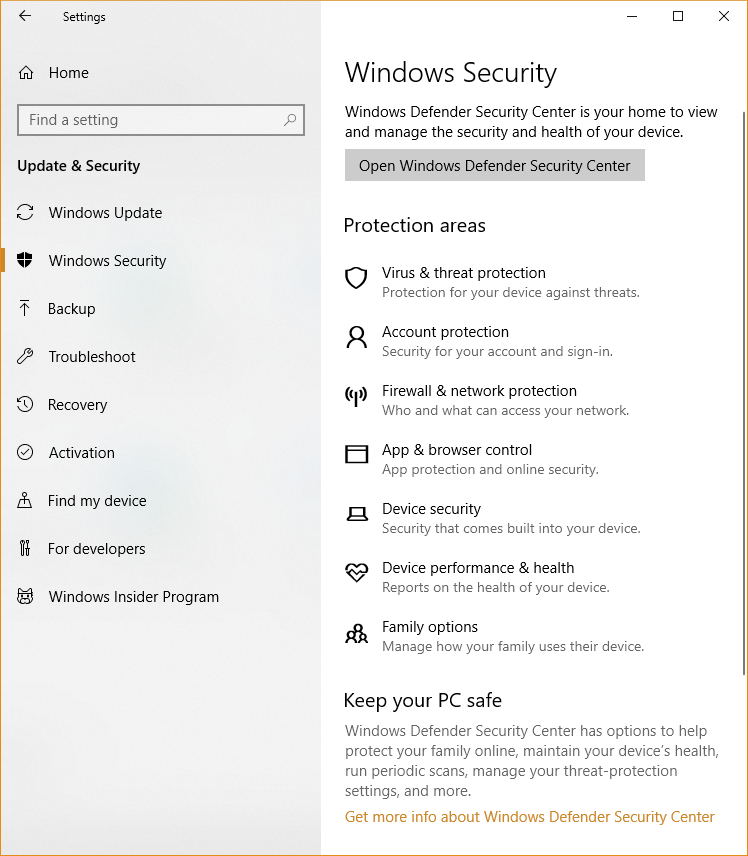 Settings
Home
Find a setting
Update & Security
Windows Update
Windows Security
Backup
Troubleshoot
Recovery
Activation
Find my device
For developers
Windows Insider Program
Windows Security
Windows Defender Security Center is your home to view
and manage the security and health of your device.
Open Windows Defender Security Center
Protection areas
Virus & threat protection
Protection for your device against threats.
Account protection
Security for your account and sign-in.
Firewall & network protection
Who and what can access your network.
App & browser control
App protection and online security.
Device security
Security that comes built into your device.
Device performance & health
Reports on the health of your device.
Family options
Manage how your family uses their device.
Keep your PC safe
Windows Defender Security Center has options to help
protect your family online, maintain your device’s health,
run periodic scans, manage your threat-protection
settings, and more.
Get more info about Windows Defender Security Center